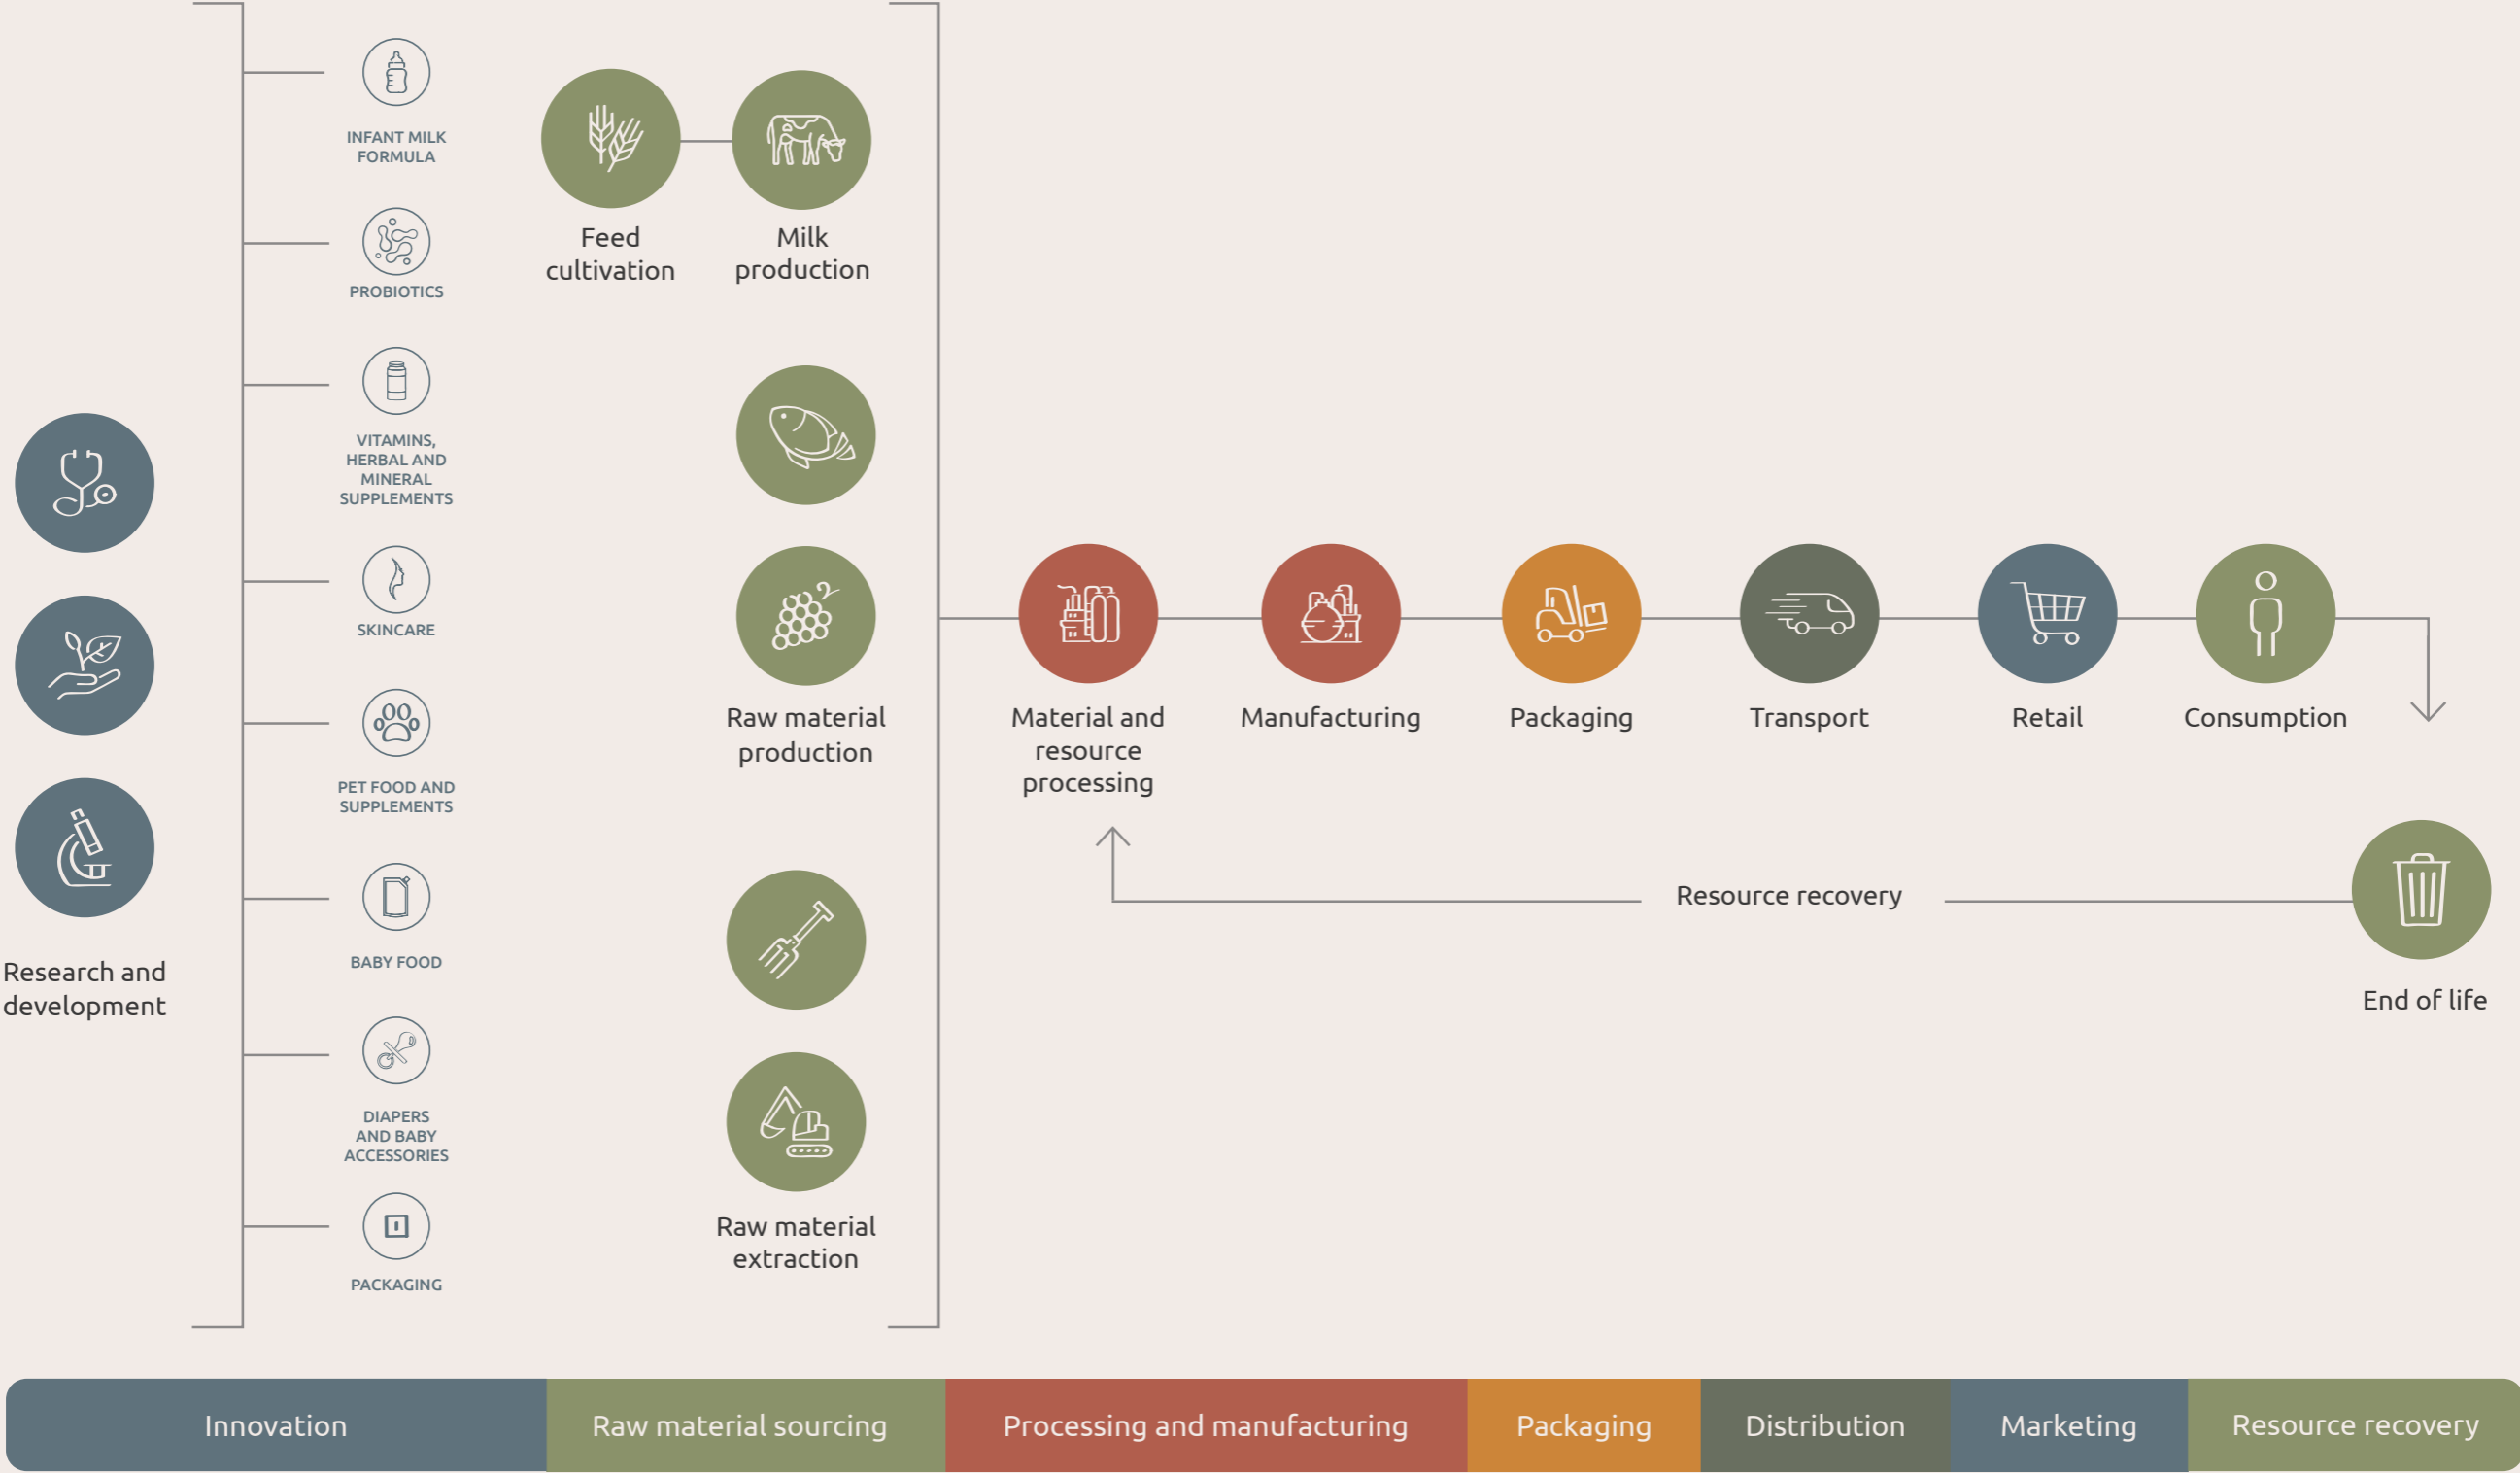 Research and
development
INFANT MILK
FORMULA
PROBIOTICS
VITAMINS,
HERBAL AND
MINERAL
SUPPLEMENTS
SKINCARE
PET FOOD AND
SUPPLEMENTS
BABY FOOD
DIAPERS
AND BABY
ACCESSORIES
PACKAGING
Feed
cultivation
Milk
production
Raw material
production
Raw material
extraction
Material and
resource
processing
Manufacturing
Packaging
Transport
Retail
Consumption
Resource recovery
End of life
Innovation
Raw material sourcing
Processing and manufacturing
Packaging
Distribution
Marketing
Resource recovery